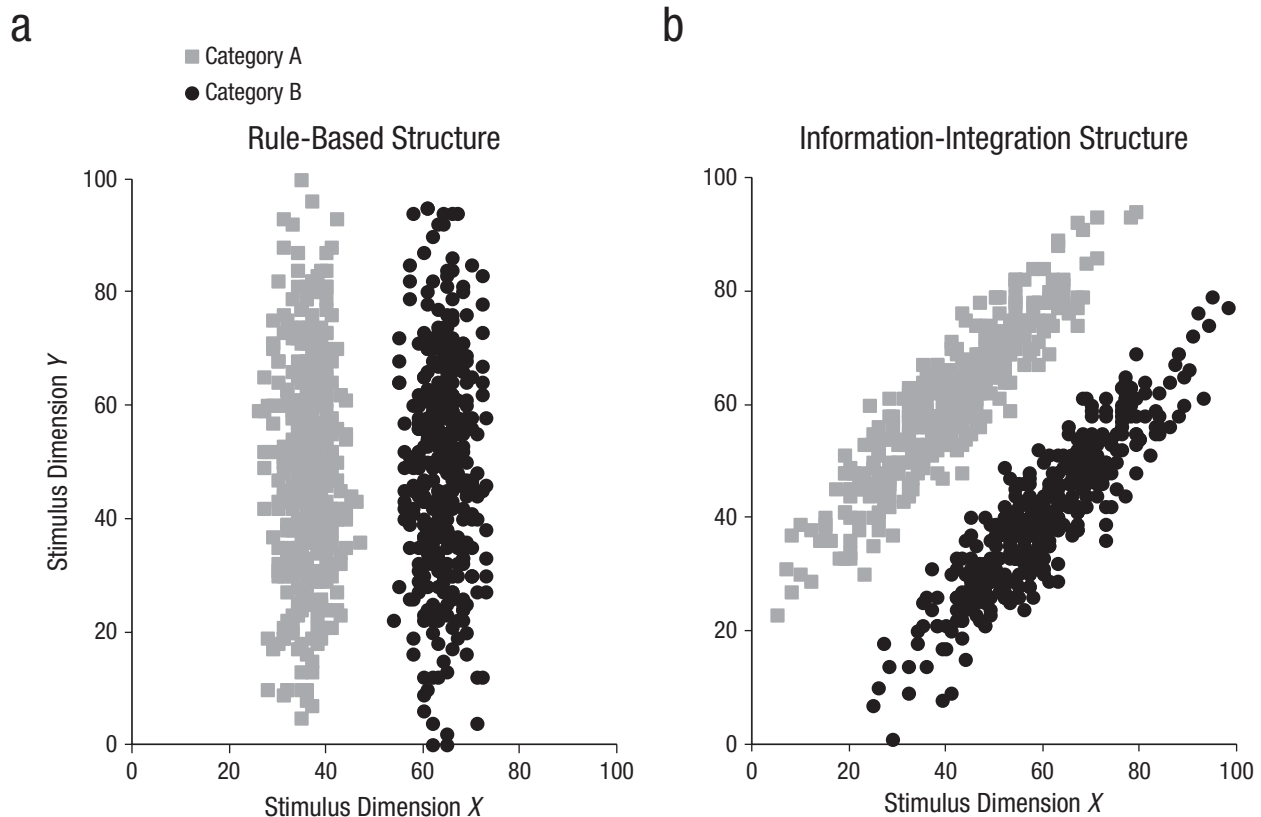 a
Category A
Category B
Rule-Based Structure
100
80
60
40
20
0
Stimulus Dimension Y
0 20 40 60 80 100
Stimulus Dimension X
b
Information-Integration Structure
100
80
60
40
20
0
0 20 40 60 80 100
Stimulus Dimension X